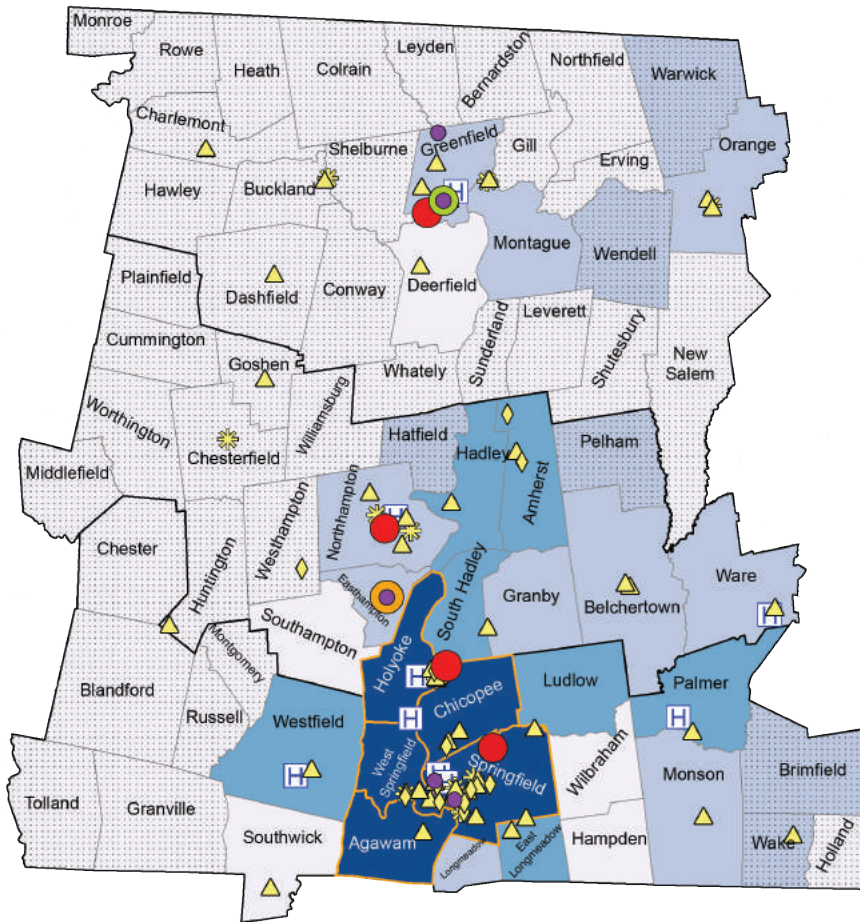 Monroe
Rowe
Heath
Colrain
Leyden
Bernardston
Northfield
Warwick
Charlemont
Shelburne
Greenfield
Gill
Erving
Orange
Hawley
Buckland
H
Montague
Wendell
Plainfield
Dashfield
Conway
Deerfield
Sunderland
Leverett
Shutesbury
New
Salem
Cummington
Goshen
Whately
Worthington
Williamsburg
Chesterfield
Hatfield
Hadley
Pelham
Middlefield
Amherst
Northhampton
H
Westhampton
Chester
Huntington
Easthampton
South Hadley
Granby
Belchertown
Ware
H
Southampton
Montgomery
Holyoke
H
Blandford
Russell
Westfield
Chicopee
H
Ludlow
Palmer
H
West
Springfield
Springfield
H
H
Wilbraham
Monson
Brimfield
Tolland
Granville
Southwick
Agawam
Longmeadow
East
Longmeadow
Hampden
Wake
Holland